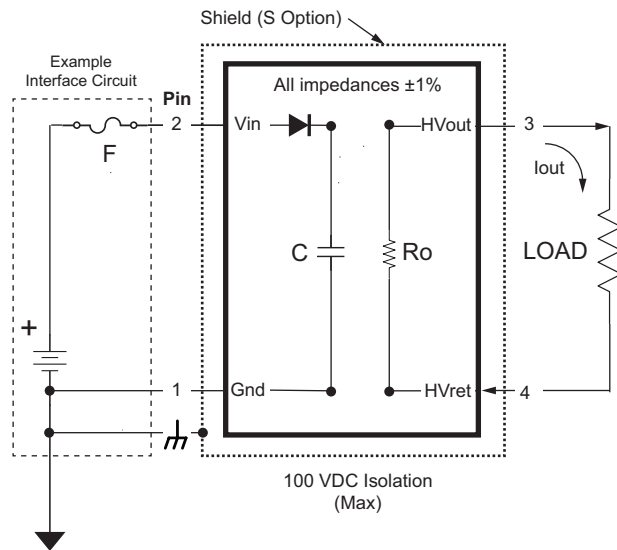 Shield (S Option)
Example
Interface Circuit
All impedances ±1%
Pin
2
Vin
HVout
3
F
Iout
C
Ro
LOAD
+
1
Gnd
HVret
4
100 VDC Isolation
(Max)